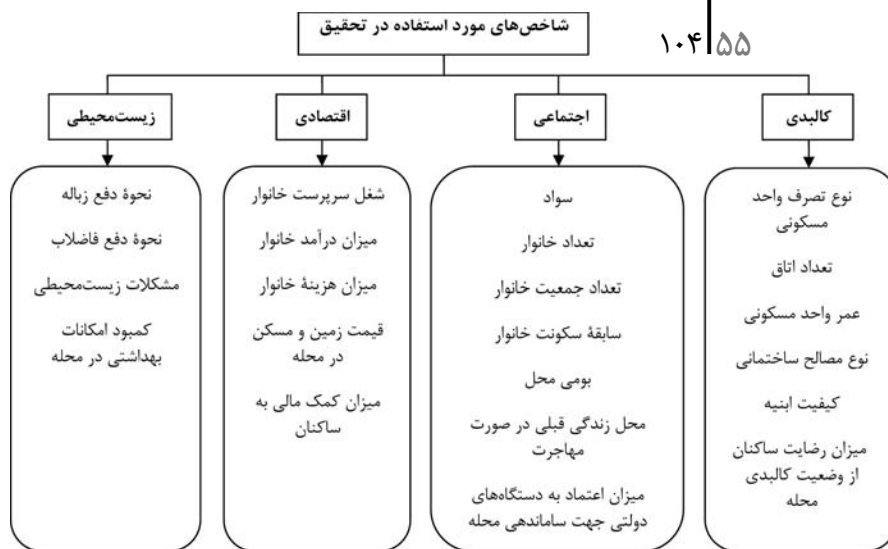 شاخص‌های مورد استفاده در تحقیق
۱۰۴ ۵۵
کالبدی
نوع تصرف واحد
مسکونی
تعداد اتاق
عمر واحد مسکونی
نوع مصالح ساختمانی
کیفیت ابنیه
میزان رضایت ساکنان
از وضعیت کالبدی
محله
اجتماعی
سواد
تعداد خانوار
تعداد جمعیت خانوار
سابقۀ سکونت خانوار
بومی محل
محل زندگی قبلی در صورت
مهاجرت
میزان اعتماد به دستگاه‌های
دولتی جهت ساماندهی محله
اقتصادی
شغل سرپرست خانوار
میزان درآمد خانوار
میزان هزینۀ خانوار
قیمت زمین و مسکن
در محله
میزان کمک مالی به
ساکنان
زیست‌محیطی
نحوۀ دفع زباله
نحوۀ دفع فاضلاب
مشکلات زیست‌محیطی
کمبود امکانات
بهداشتی در محله